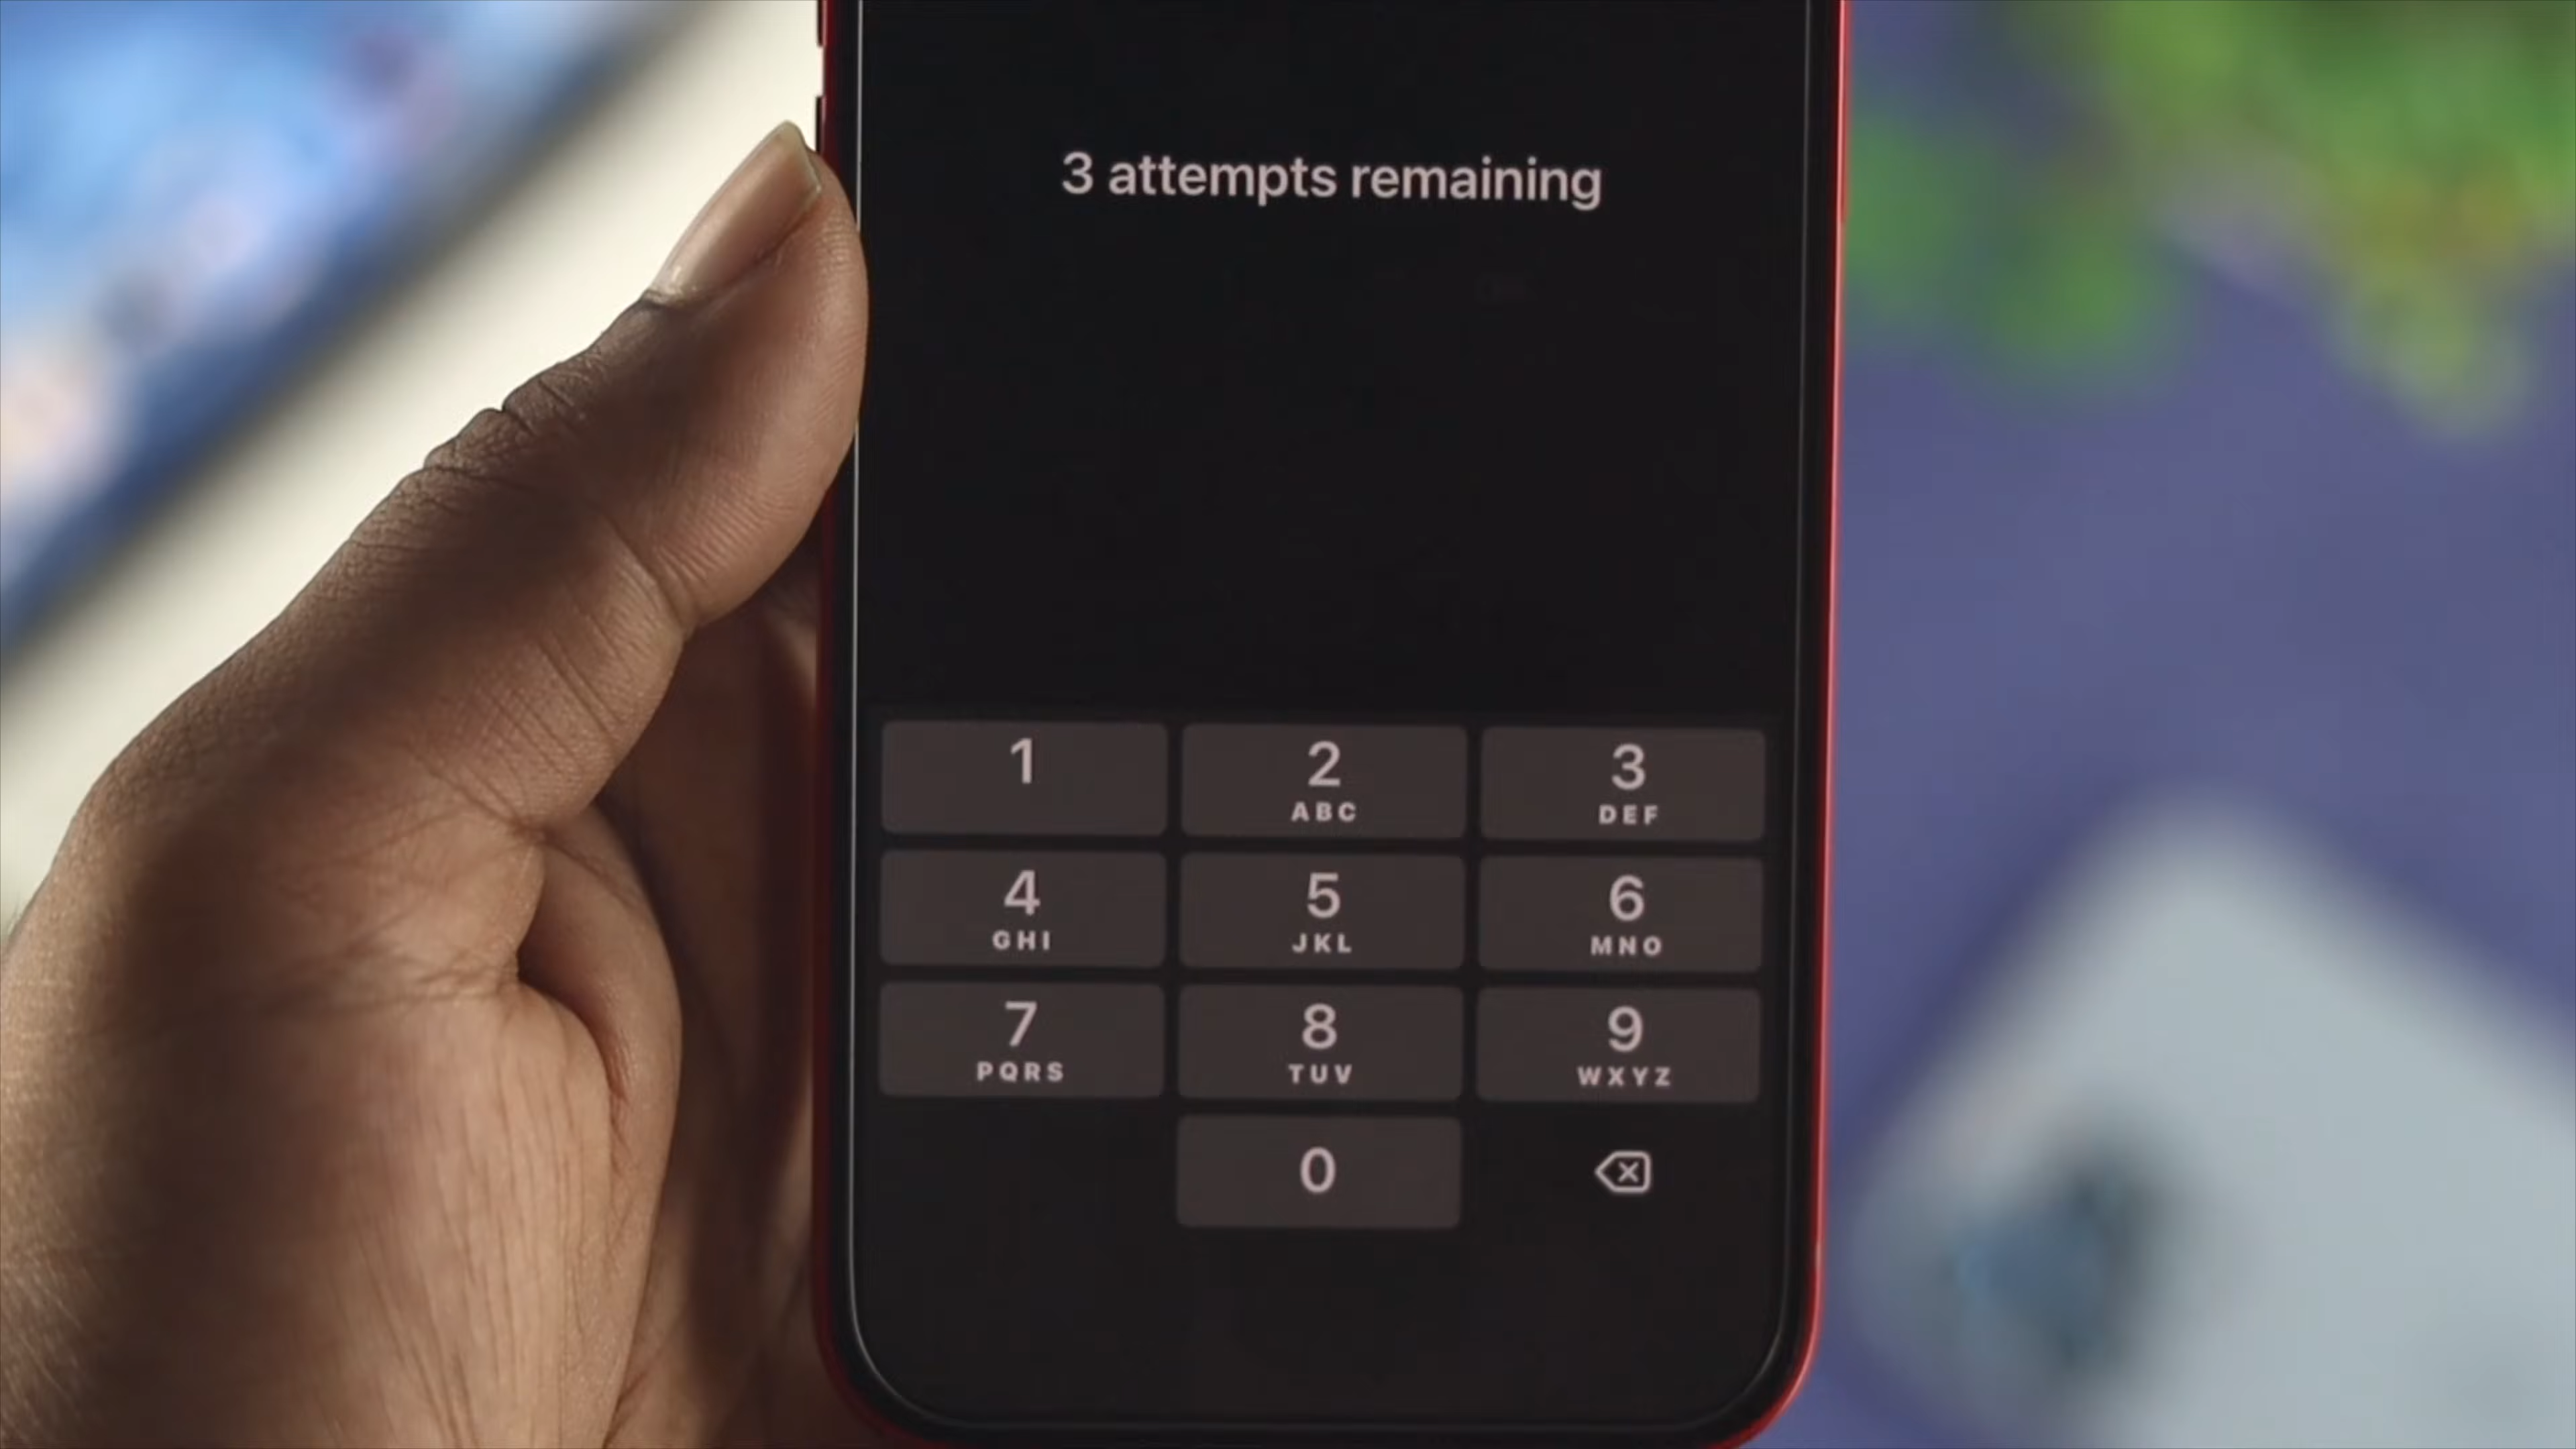 3 attempts remaining
1
2
3
ABC
DEF
4
5
6
GHI
JKL
MNO
7
8
9
PQRS
TUV
WXYZ
0